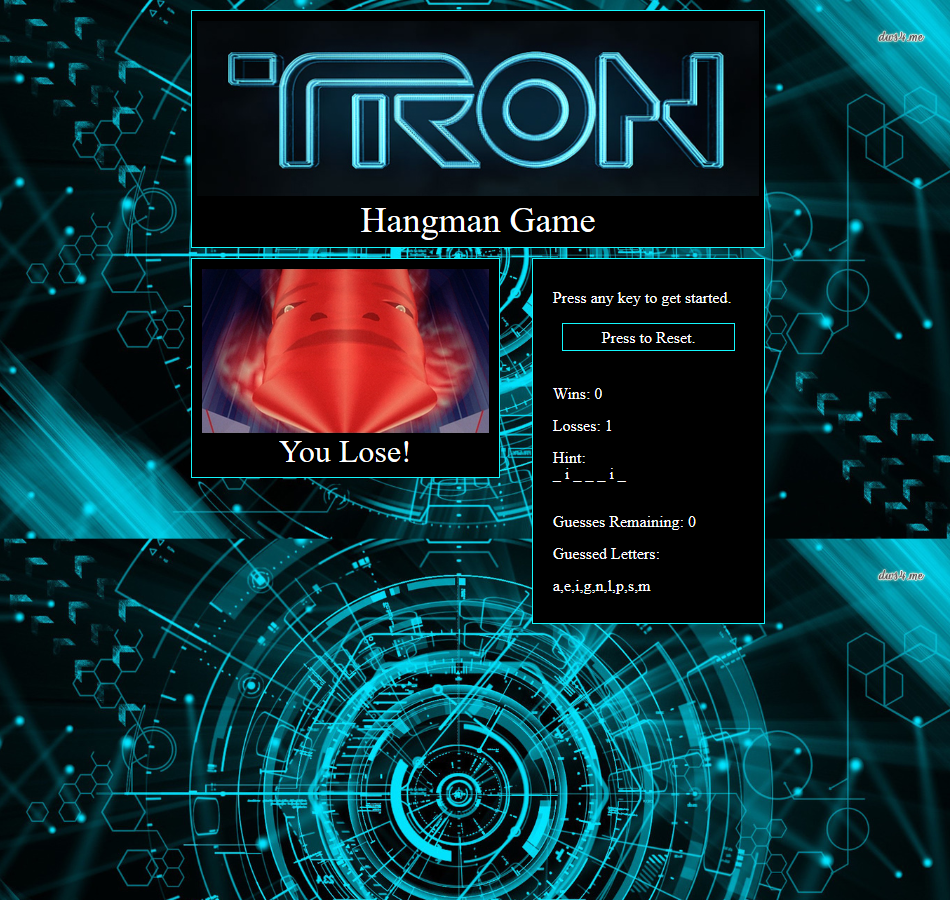 dws4.me
TRON
Hangman Game
You Lose!
Press any key to get started.
Press to Reset.
Wins: 0
Losses: 1
Hint:
_ i _ _ _ i _
Guesses Remaining: 0
Guessed Letters:
a,e,i,g,n,l,p,s,m
dws4.me